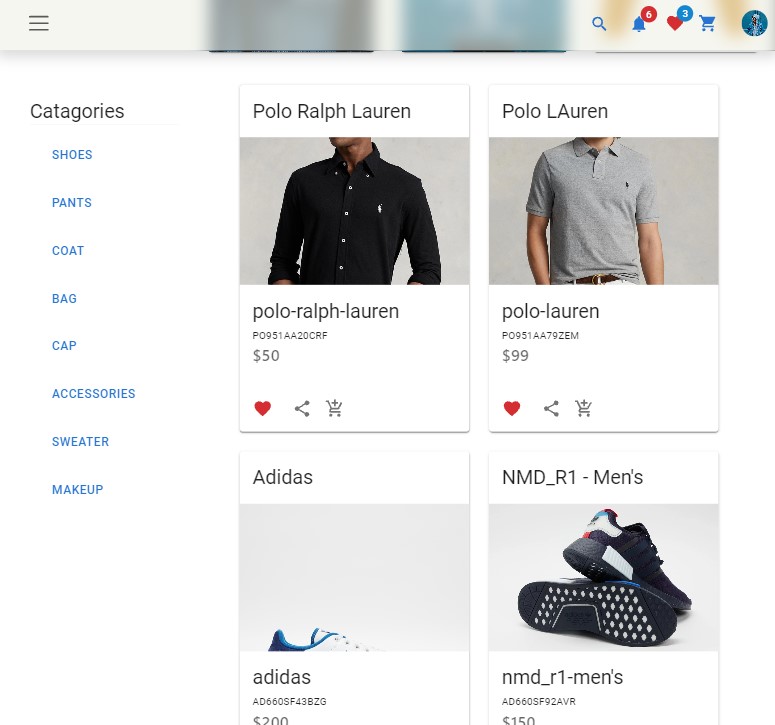 6
3
Catagories
SHOES
PANTS
COAT
BAG
CAP
ACCESSORIES
SWEATER
MAKEUP
Polo Ralph Lauren
polo-ralph-lauren
PO951AA20CRF
$50
Polo LAuren
polo-lauren
PO951AA79ZEM
$99
Adidas
adidas
AD660SF43BZG
$200
NMD_R1 - Men's
nmd_r1-men's
AD660SF92AVR
$150